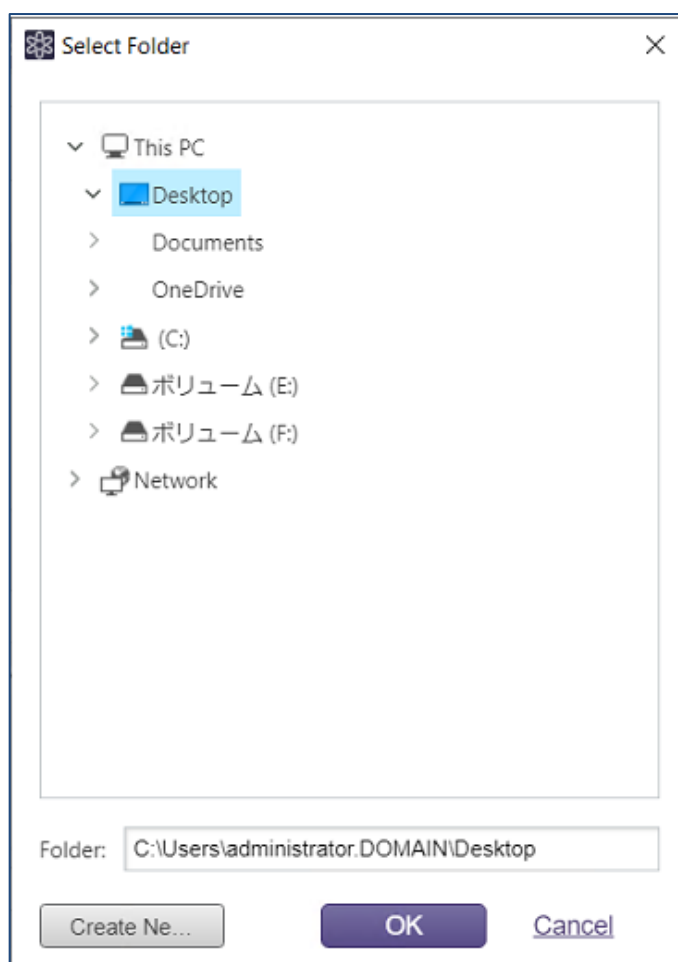 Select Folder
This PC
Desktop
Documents
OneDrive
(C:)
ボリューム (E:)
ボリューム (F:)
Network
Folder: C:\Users\administrator.DOMAIN\Desktop
Create Ne... OK Cancel